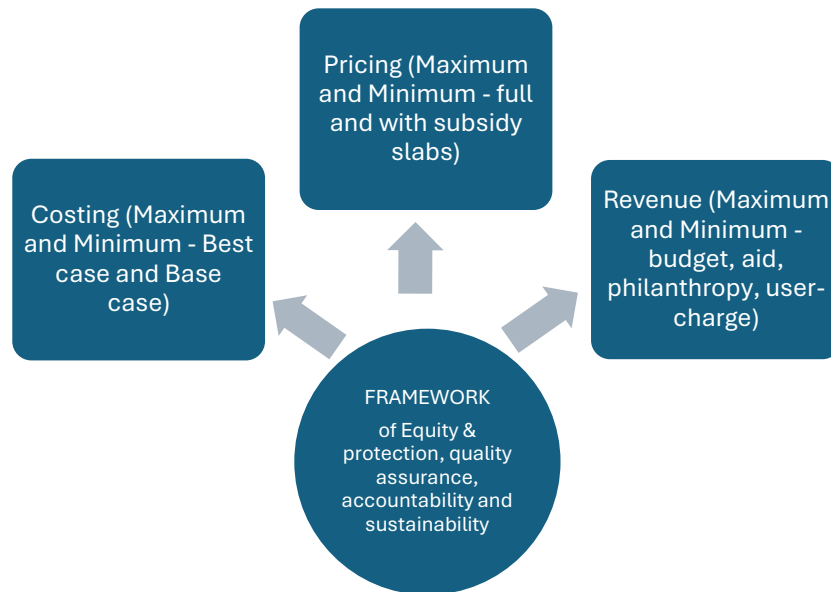 Pricing (Maximum
and Minimum - full
and with subsidy
slabs)
Costing (Maximum
and Minimum - Best
case and Base
case)
Revenue (Maximum
and Minimum -
budget, aid,
philanthropy, user-
charge)
FRAMEWORK
of Equity &
protection, quality
assurance,
accountability and
sustainability